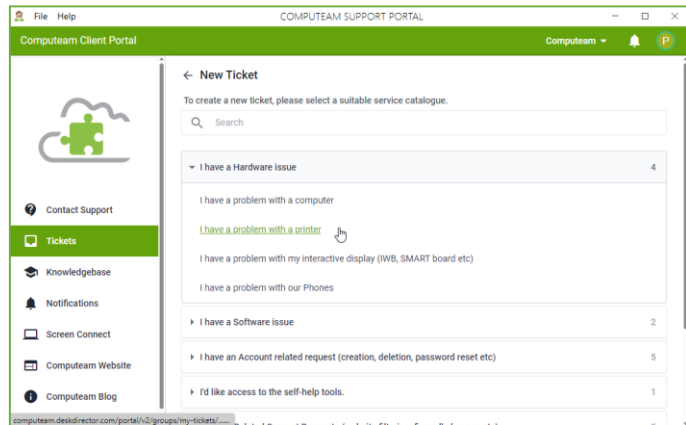 File Help
COMPUTEAM SUPPORT PORTAL
Computeam Client Portal
Computeam
P
New Ticket
To create a new ticket, please select a suitable service catalogue.
Search
I have a Hardware issue 4
I have a problem with a computer
I have a problem with a printer
I have a problem with my interactive display (IWB, SMART board etc)
I have a problem with our Phones
I have a Software issue 2
I have an Account related request (creation, deletion, password reset etc) 5
I'd like access to the self-help tools. 1
Contact Support
Tickets
Knowledgebase
Notifications
Screen Connect
Computeam Website
Computeam Blog
computeam.deskdirector.com/portal/v2/groups/my-tickets/......